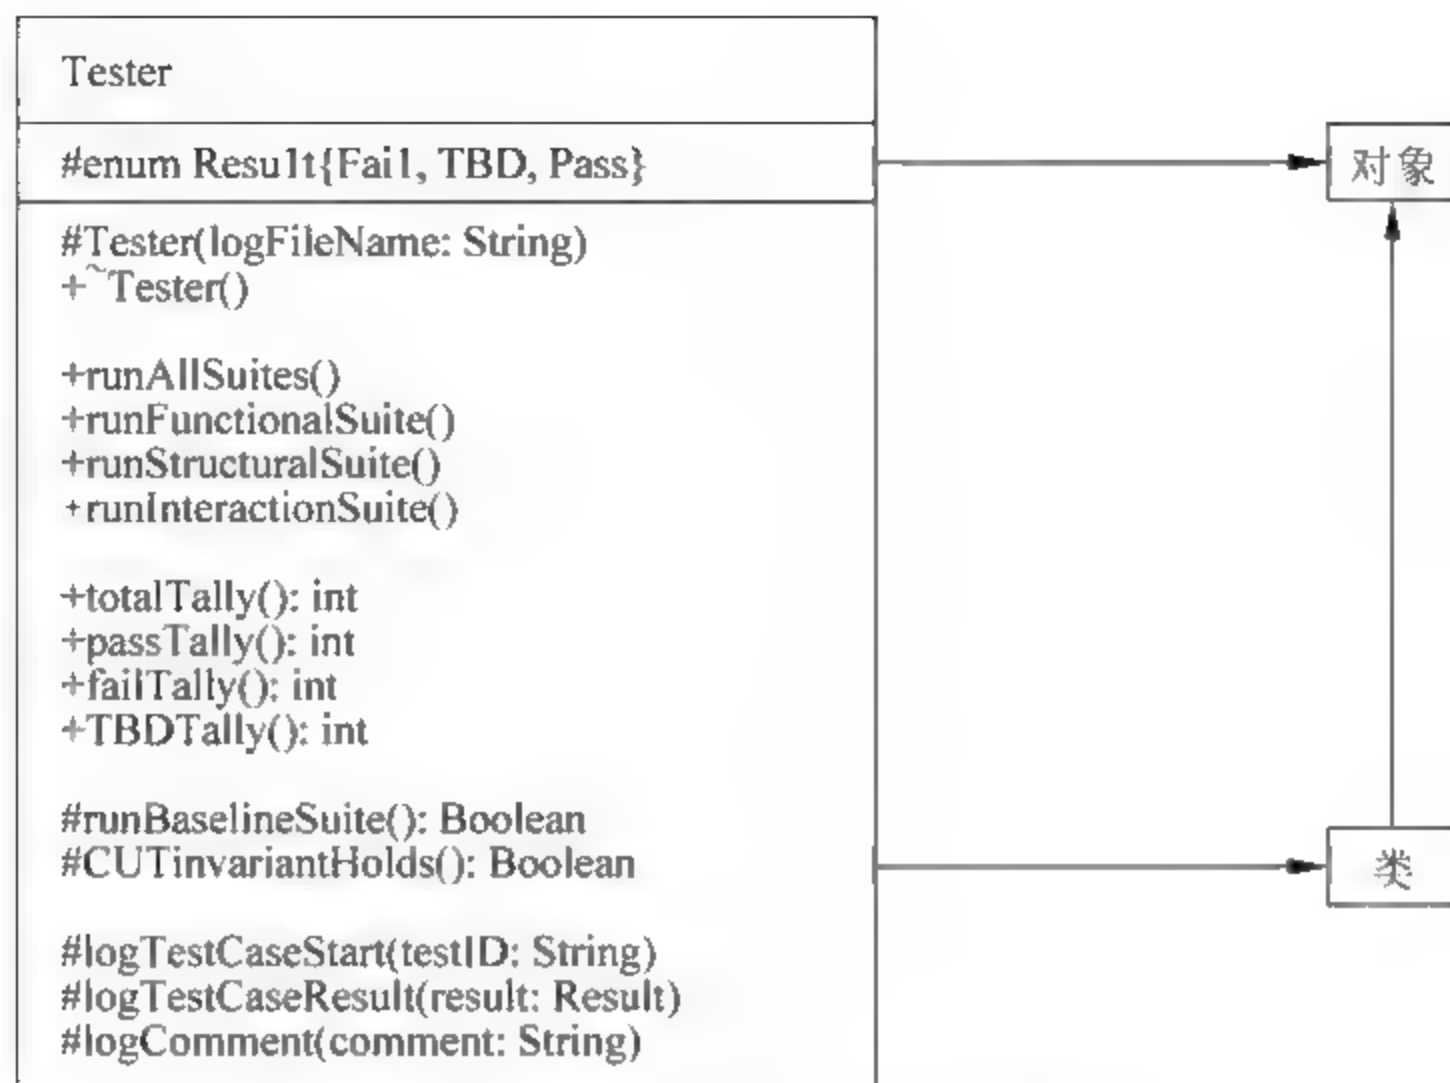 Tester
#enum Result{Fail, TBD, Pass}
对象
#Tester(logFileName: String)
+~Tester()
+runAllSuites()
+runFunctionalSuite()
+runStructuralSuite()
+runInteractionSuite()
+totalTally(): int
+passTally(): int
+failTally(): int
+TBDTally(): int
#runBaselineSuite(): Boolean
#CUTinvariantHolds(): Boolean
类
#logTestCaseStart(testID: String)
#logTestCaseResult(result: Result)
#logComment(comment: String)